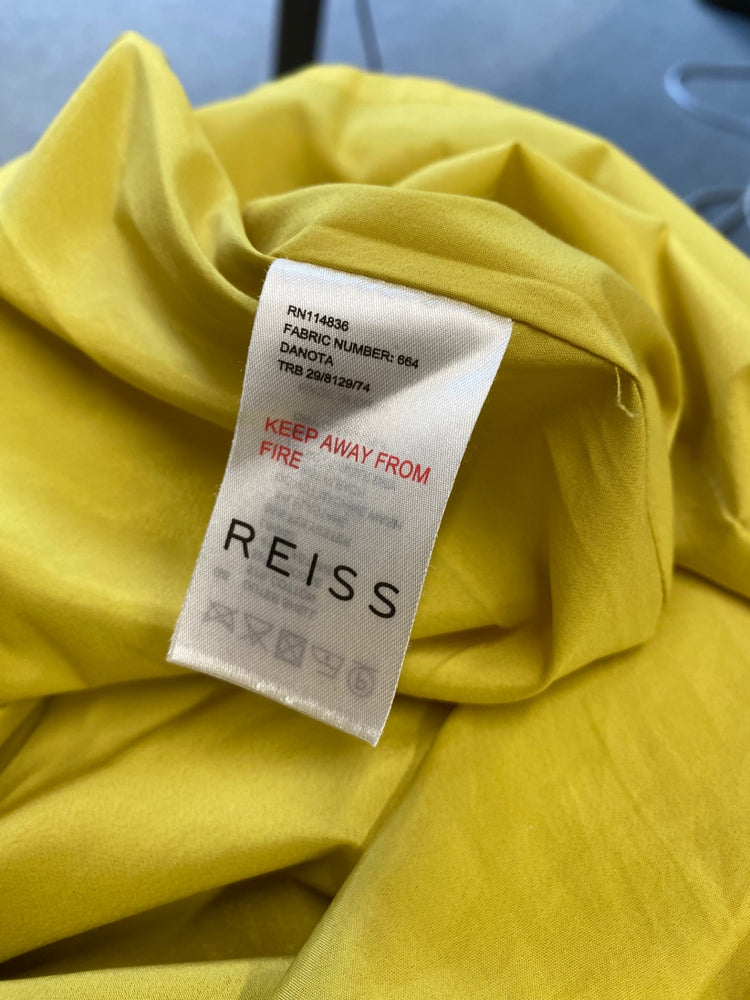 RN114836
FABRIC NUMBER: 664
DANOTA
TRB 29/8129/74
KEEP AWAY FROM
FIRE
REISS